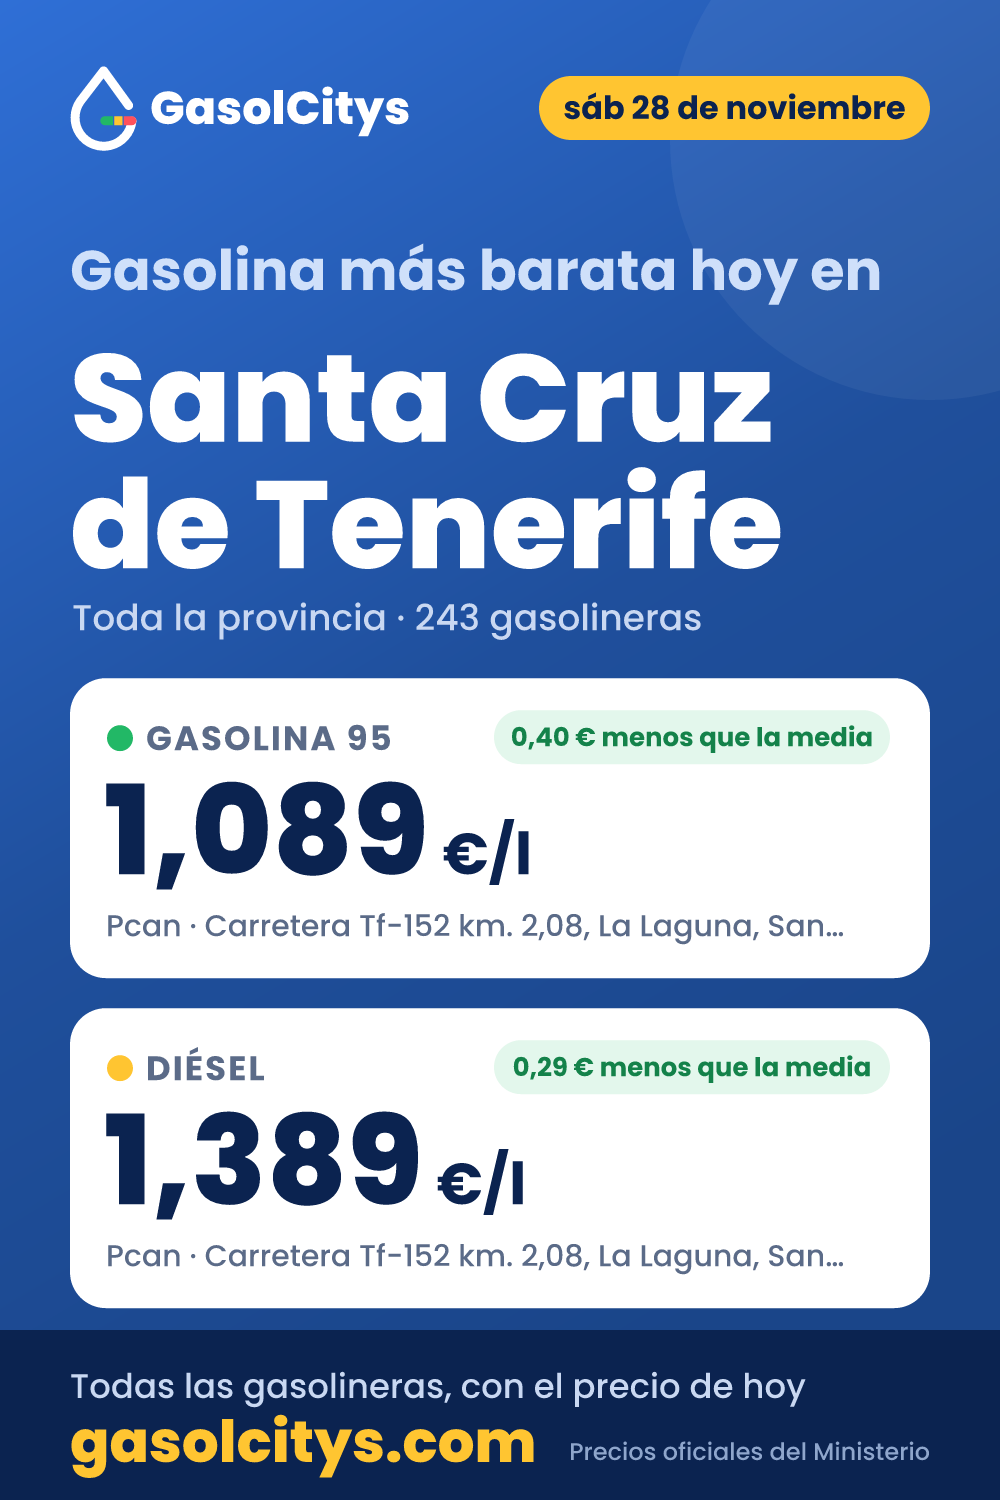 GasolCitys
sáb 28 de noviembre
Gasolina más barata hoy en
Santa Cruz
de Tenerife
Toda la provincia · 243 gasolineras
GASOLINA 95
0,40 € menos que la media
1,089 €/l
Pcan · Carretera Tf-152 km. 2,08, La Laguna, San...
DIÉSEL
0,29 € menos que la media
1,389 €/l
Pcan · Carretera Tf-152 km. 2,08, La Laguna, San...
Todas las gasolineras, con el precio de hoy
gasolcitys.com
Precios oficiales del Ministerio